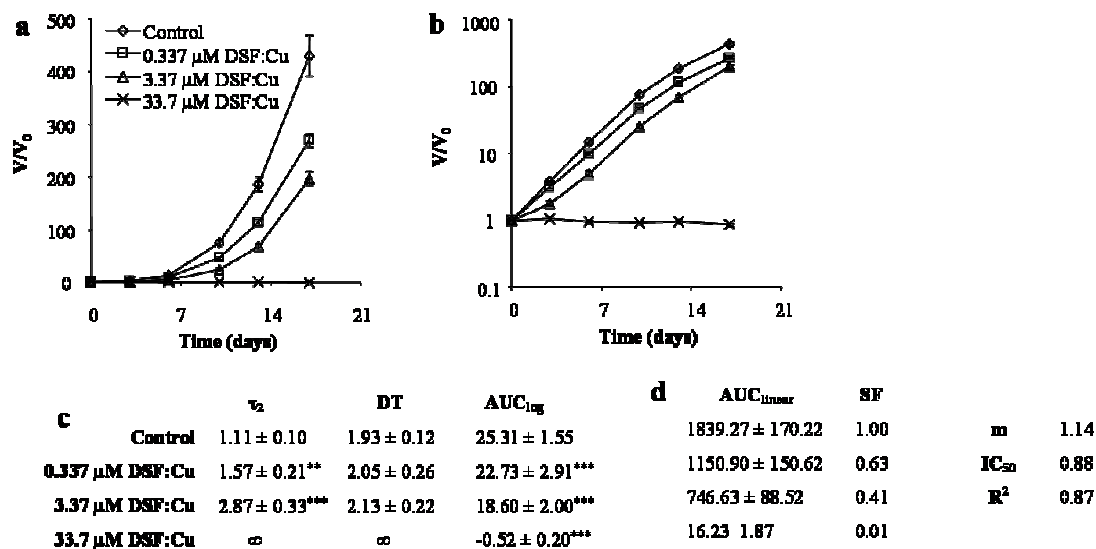 a
500
400
300
200
100
0
V/V0
Control
0.337 µM DSF:Cu
3.37 µM DSF:Cu
33.7 µM DSF:Cu
0 7 14 21
Time (days)
b
1000
100
10
1
0.1
V/V0
0 7 14 21
Time (days)
c
τ2 DT AUClog
Control 1.11 ± 0.10 1.93 ± 0.12 25.31 ± 1.55
0.337 µM DSF:Cu 1.57 ± 0.21** 2.05 ± 0.26 22.73 ± 2.91***
3.37 µM DSF:Cu 2.87 ± 0.33*** 2.13 ± 0.22 18.60 ± 2.00***
33.7 µM DSF:Cu ∞ ∞ -0.52 ± 0.20***
d
AUClinear SF
1839.27 ± 170.22 1.00 m 1.14
1150.90 ± 150.62 0.63 IC50 0.88
746.63 ± 88.52 0.41 R2 0.87
16.23 1.87 0.01